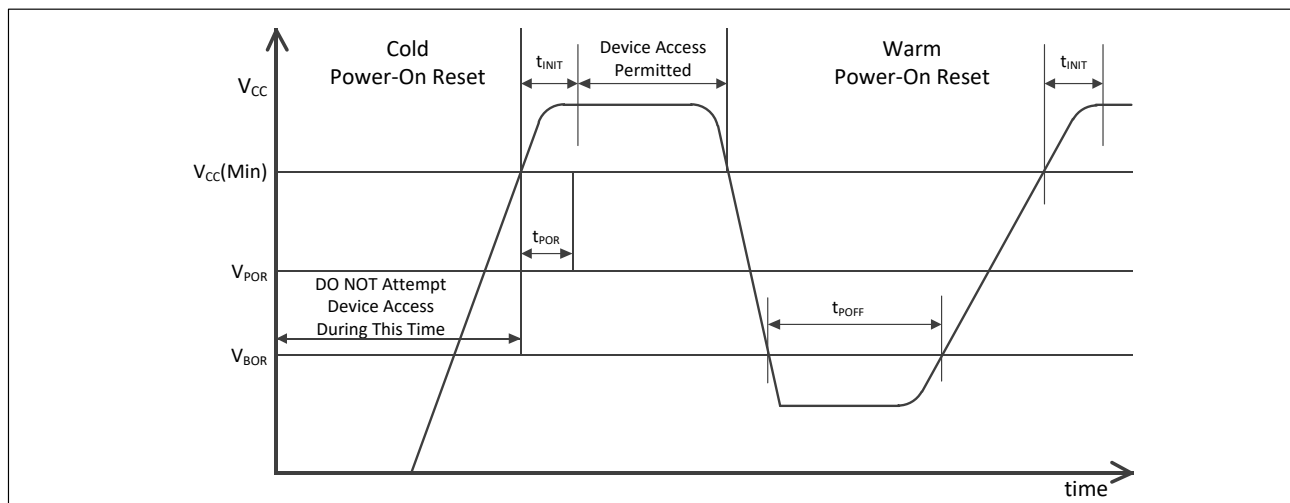 Cold
Power-On Reset
tINIT
Device Access
Permitted
Warm
Power-On Reset
tINIT
VCC
VCC(Min)
tPOR
VPOR
DO NOT Attempt
Device Access
During This Time
tPOFF
VBOR
time